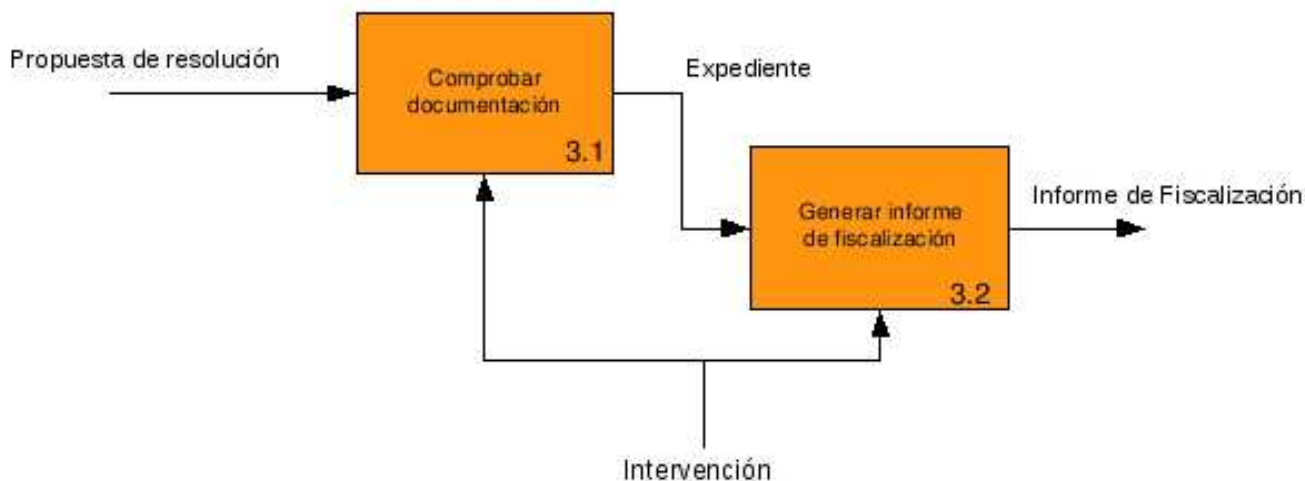 Propuesta de resolución
Comprobar
documentación
3.1
Expediente
Generar informe
de fiscalización
3.2
Informe de Fiscalización
Intervención